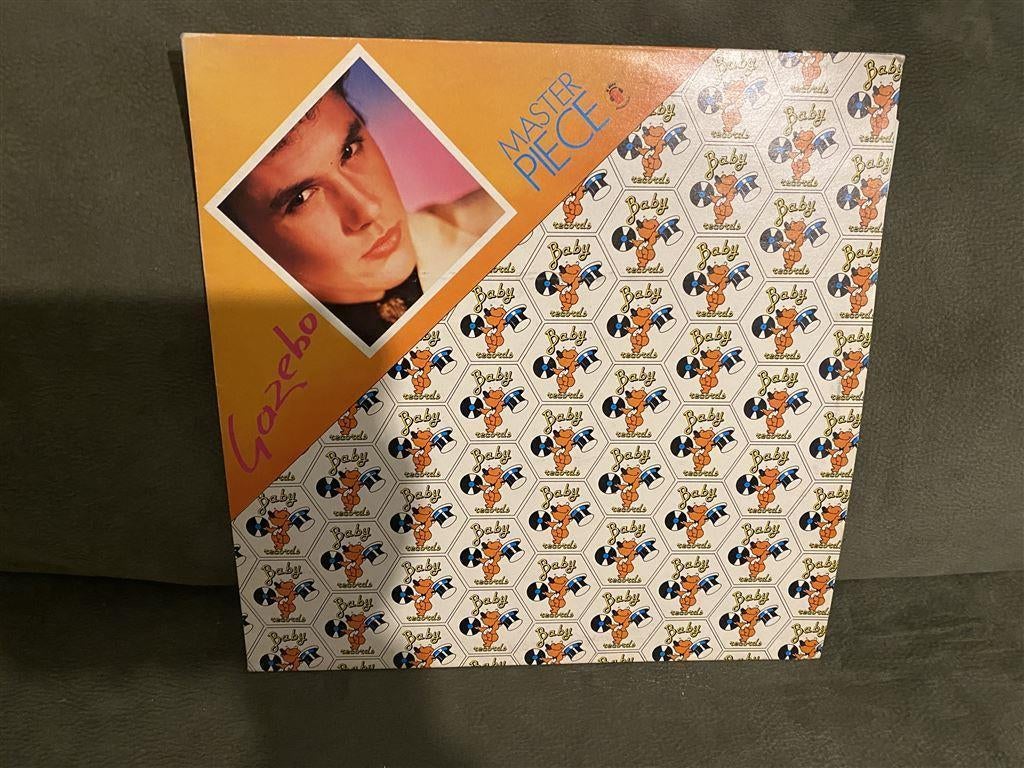 MASTER
PIECE
Gazebo
Baby
records